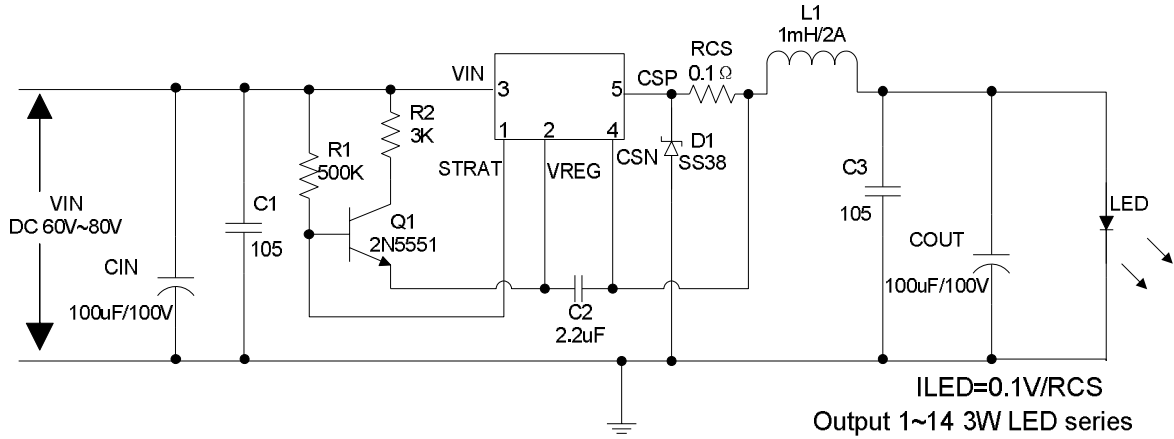 L1
1mH/2A
RCS
0.1Ω
VIN
3
5
CSP
1
2
4
R2
3K
D1
SS38
R1
500K
STRAT
VREG
CSN
C3
105
VIN
DC 60V~80V
C1
105
Q1
2N5551
LED
COUT
100uF/100V
CIN
100uF/100V
C2
2.2uF
ILED=0.1V/RCS
Output 1~14 3W LED series